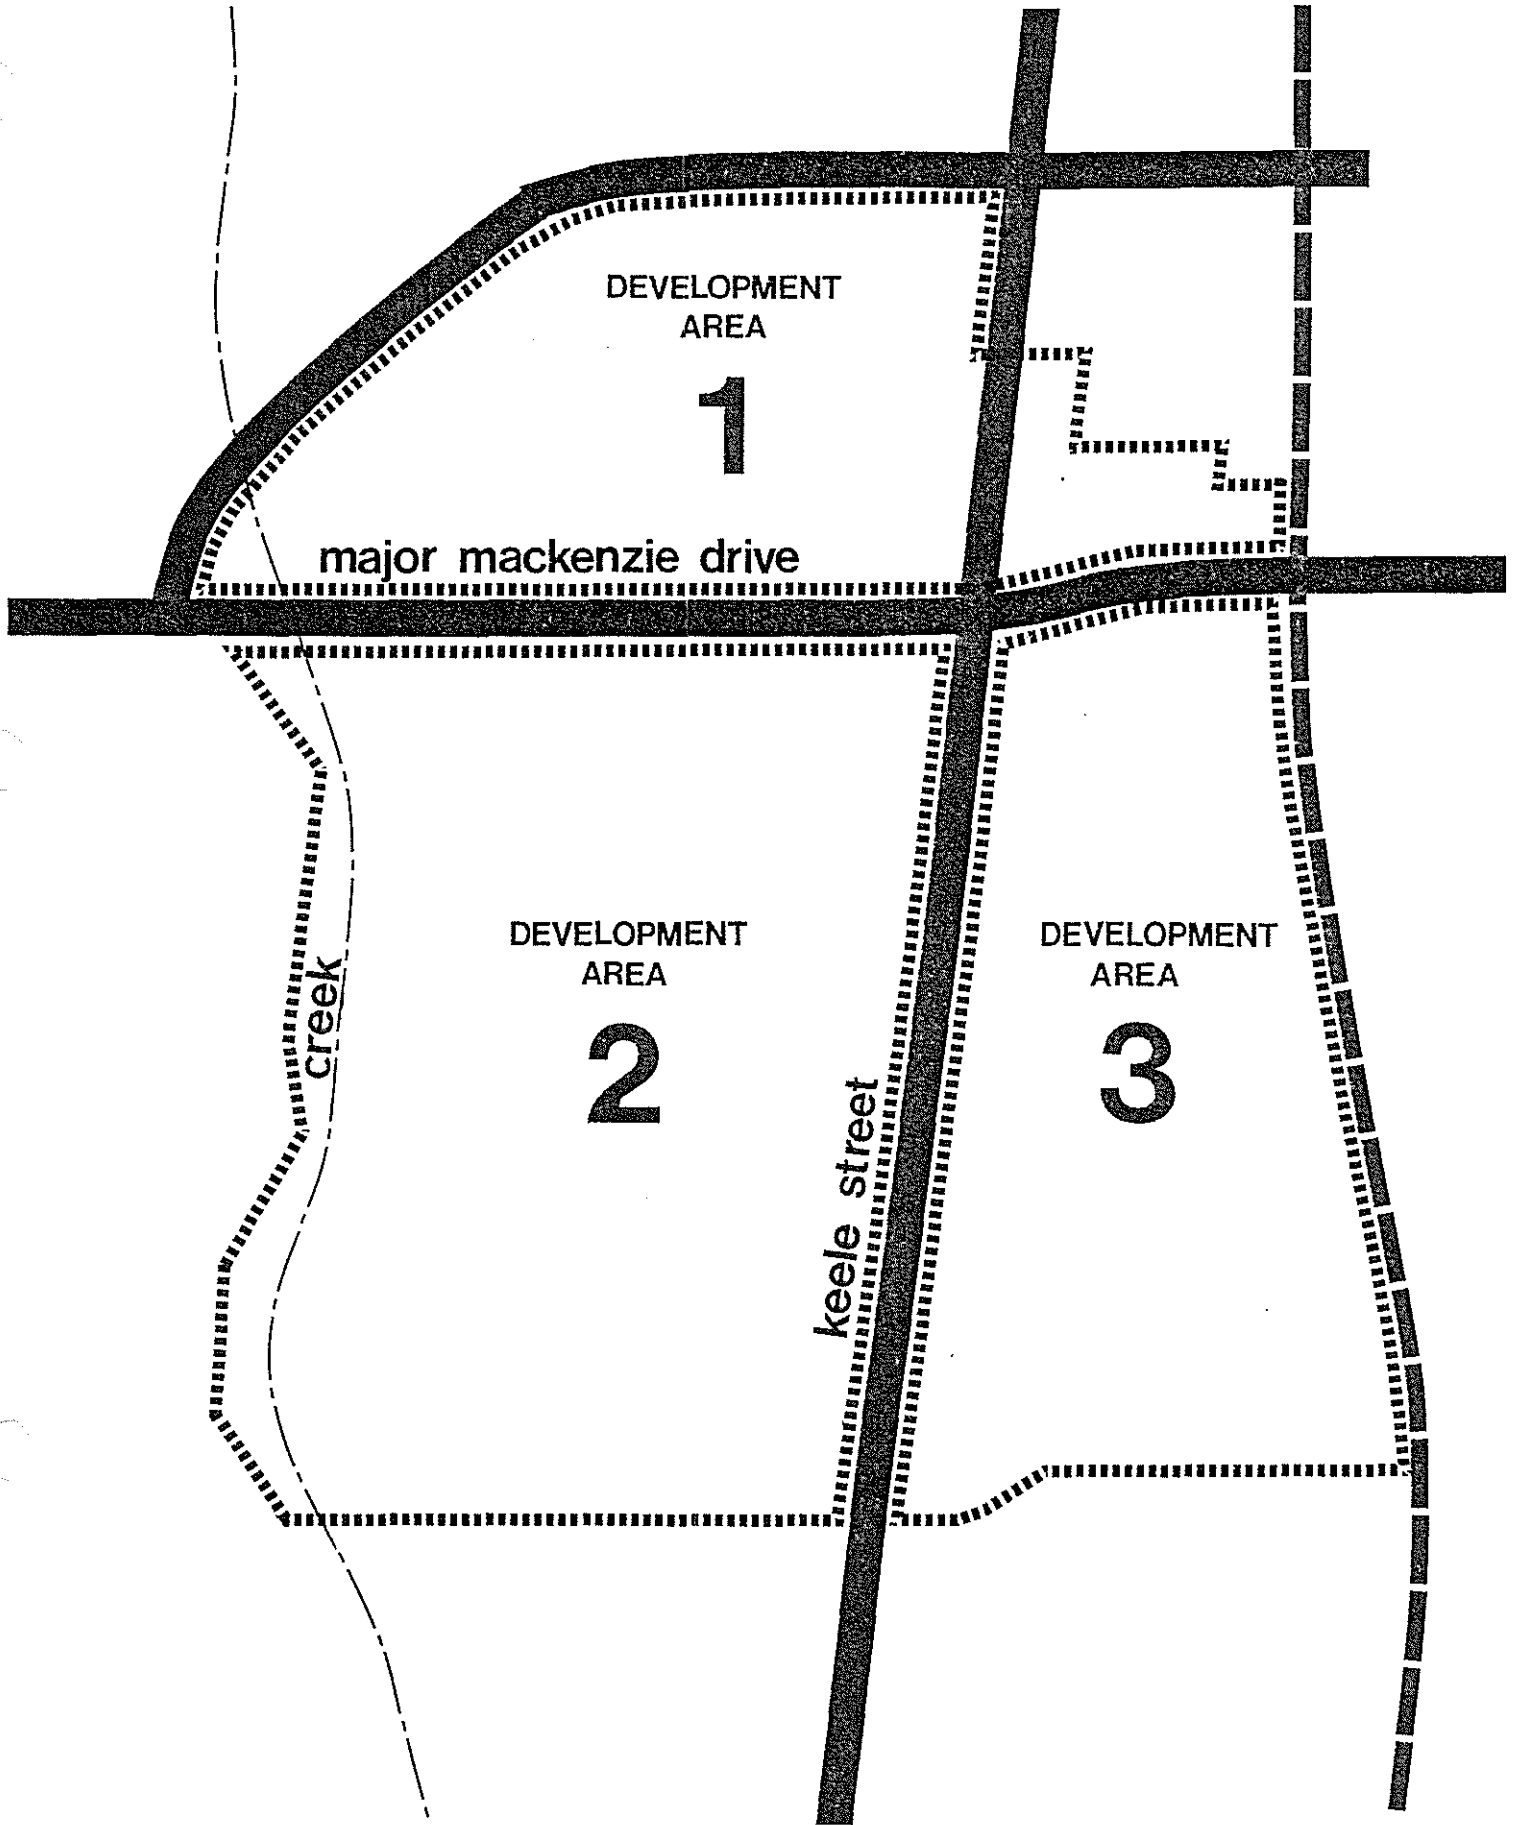 DEVELOPMENT
AREA
1
major mackenzie drive
DEVELOPMENT
AREA
2
DEVELOPMENT
AREA
3
creek
keele street